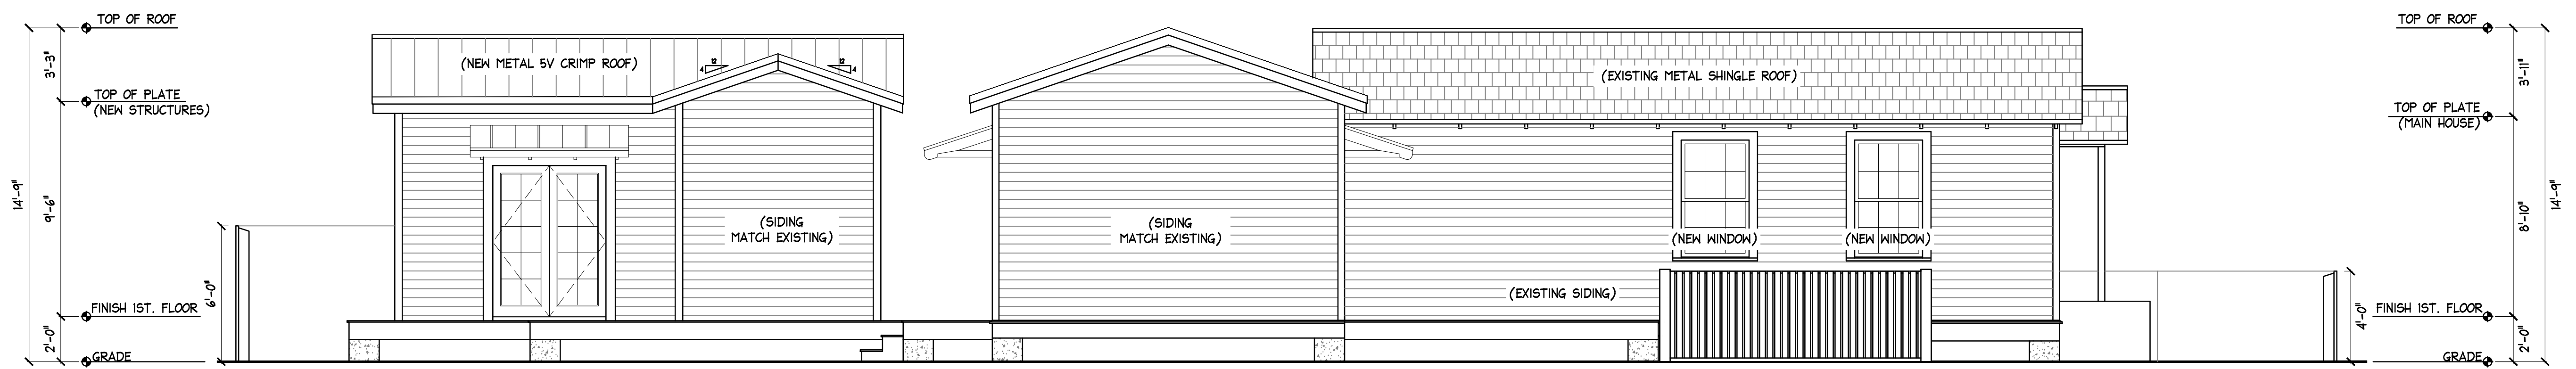 TOP OF ROOF
3'-3"
TOP OF PLATE
(NEW STRUCTURES)
14'-9"
9'-6"
6'-0"
FINISH 1ST. FLOOR
2'-0"
GRADE
(NEW METAL 5V CRIMP ROOF)
12
4
12
4
(SIDING
MATCH EXISTING)
(SIDING
MATCH EXISTING)
(EXISTING METAL SHINGLE ROOF)
(NEW WINDOW)
(NEW WINDOW)
(EXISTING SIDING)
TOP OF ROOF
3'-11"
TOP OF PLATE
(MAIN HOUSE)
14'-9"
8'-10"
4'-0"
FINISH 1ST. FLOOR
2'-0"
GRADE